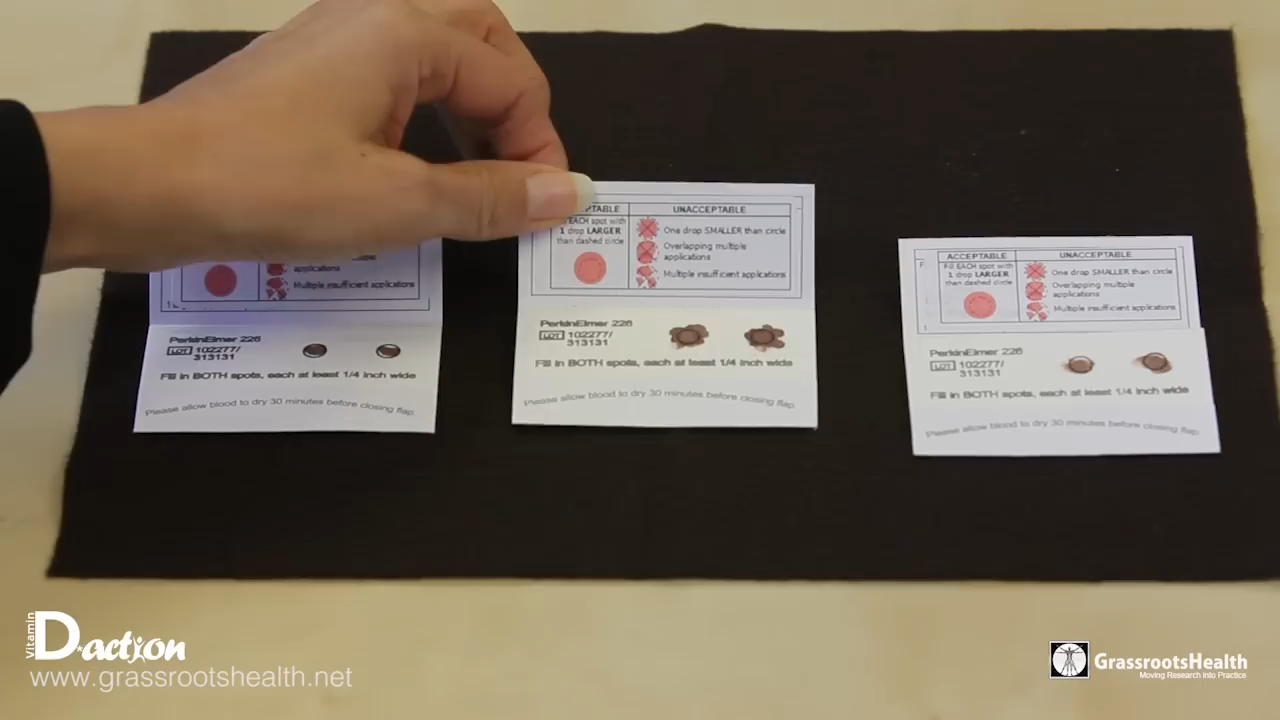 applications
Multiple insufficient applications
PerkinElmer 226
LOT 102277/
313131
Fill in BOTH spots, each at least 1/4 inch wide
Please allow blood to dry 30 minutes before closing flap.
UNACCEPTABLE
EACH spot with
1 drop LARGER
than dashed circle
One drop SMALLER than circle
Overlapping multiple
applications
Multiple insufficient applications
PerkinElmer 226
LOT 102277/
313131
Fill in BOTH spots, each at least 1/4 inch wide
Please allow blood to dry 30 minutes before closing flap.
ACCEPTABLE
Fill EACH spot with
1 drop LARGER
than dashed circle
UNACCEPTABLE
One drop SMALLER than circle
Overlapping multiple
applications
Multiple insufficient applications
PerkinElmer 226
LOT 102277/
313131
Fill in BOTH spots, each at least 1/4 inch wide
Please allow blood to dry 30 minutes before closing flap.
Vitamin
D*action
www.grassrootshealth.net
GrassrootsHealth
Moving Research into Practice